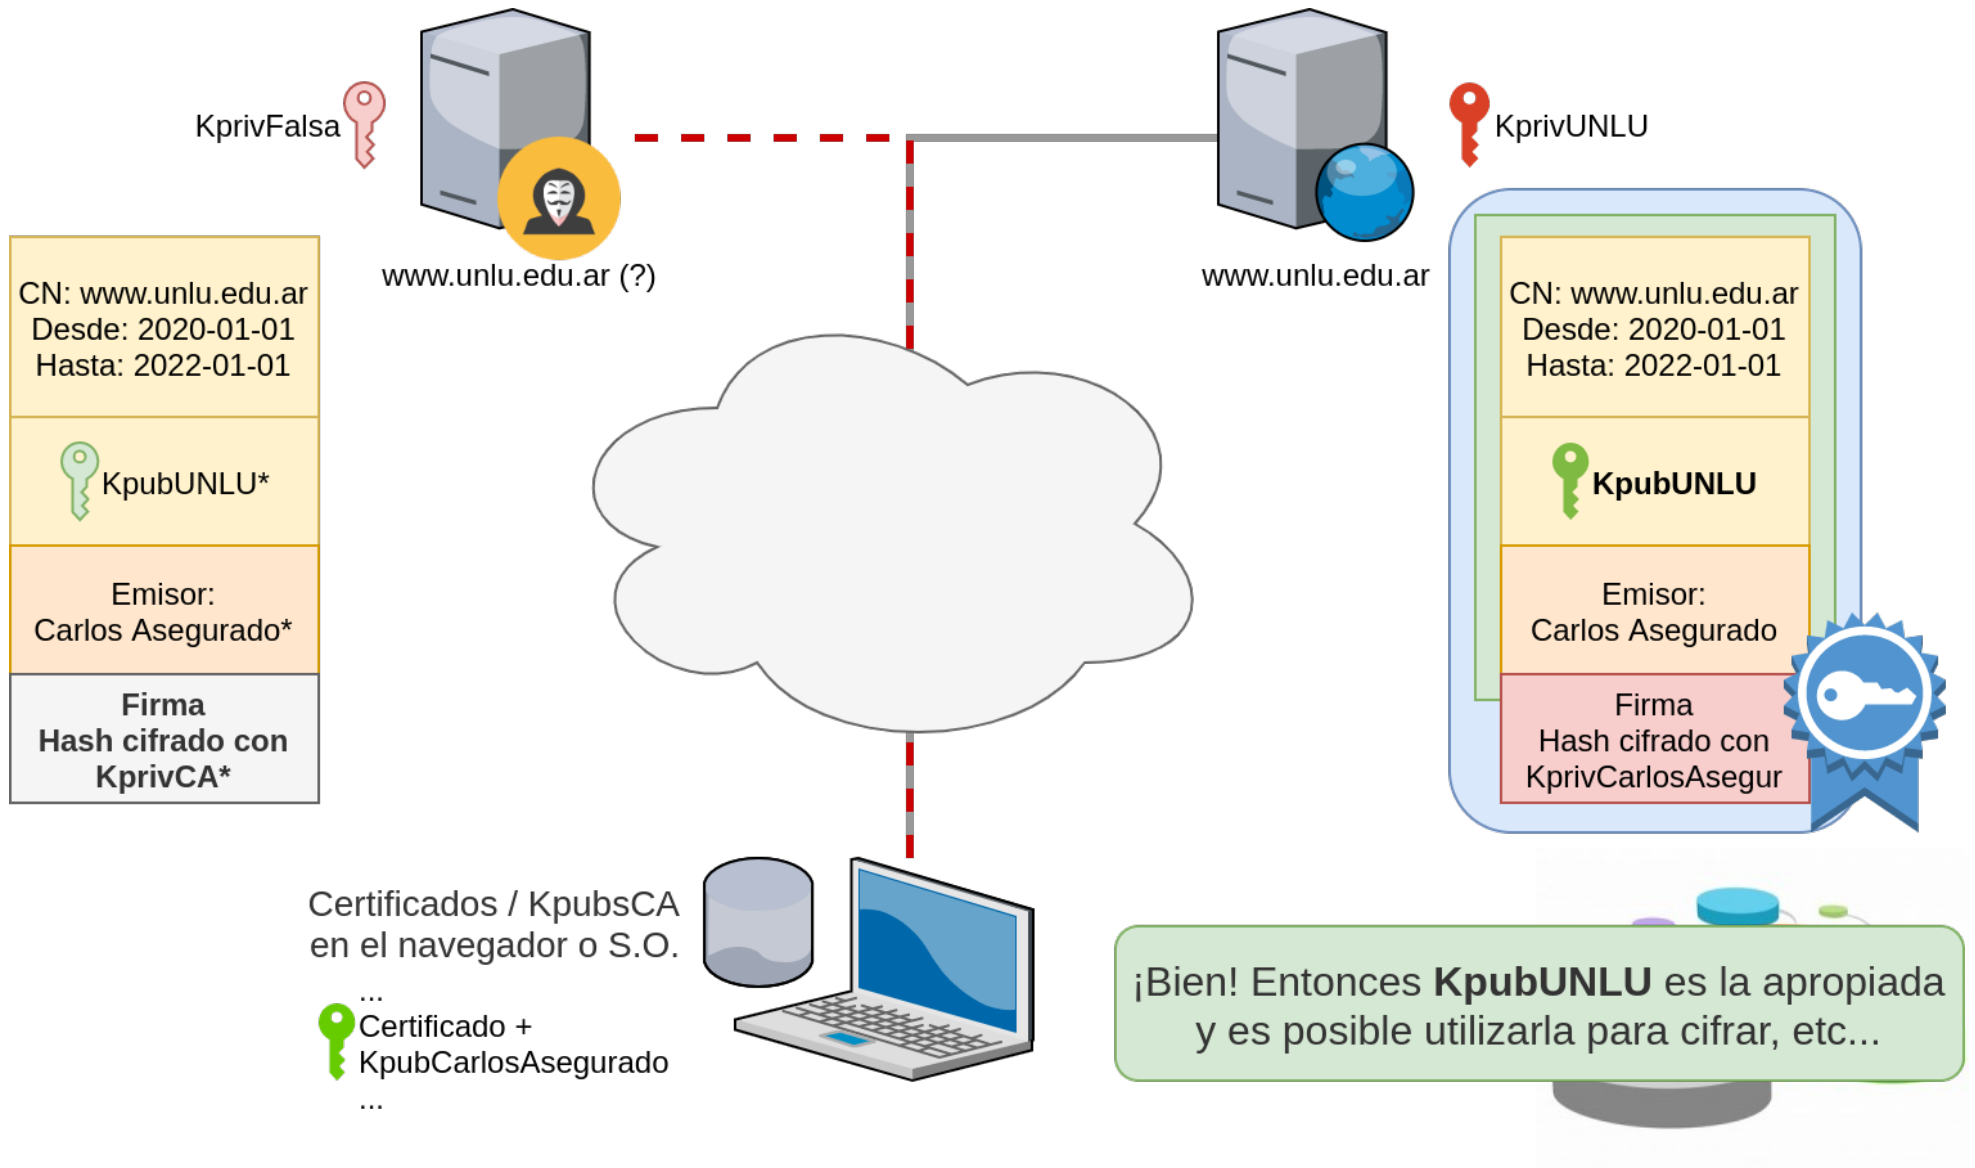 KprivFalsa
KprivUNLU
www.unlu.edu.ar (?)
www.unlu.edu.ar
CN: www.unlu.edu.ar
Desde: 2020-01-01
Hasta: 2022-01-01
KpubUNLU*
Emisor:
Carlos Asegurado*
Firma
Hash cifrado con
KprivCA*
CN: www.unlu.edu.ar
Desde: 2020-01-01
Hasta: 2022-01-01
KpubUNLU
Emisor:
Carlos Asegurado
Firma
Hash cifrado con
KprivCarlosAsegur
Certificados / KpubsCA
en el navegador o S.O.
...
Certificado +
KpubCarlosAsegurado
...
¡Bien! Entonces KpubUNLU es la apropiada
y es posible utilizarla para cifrar, etc...